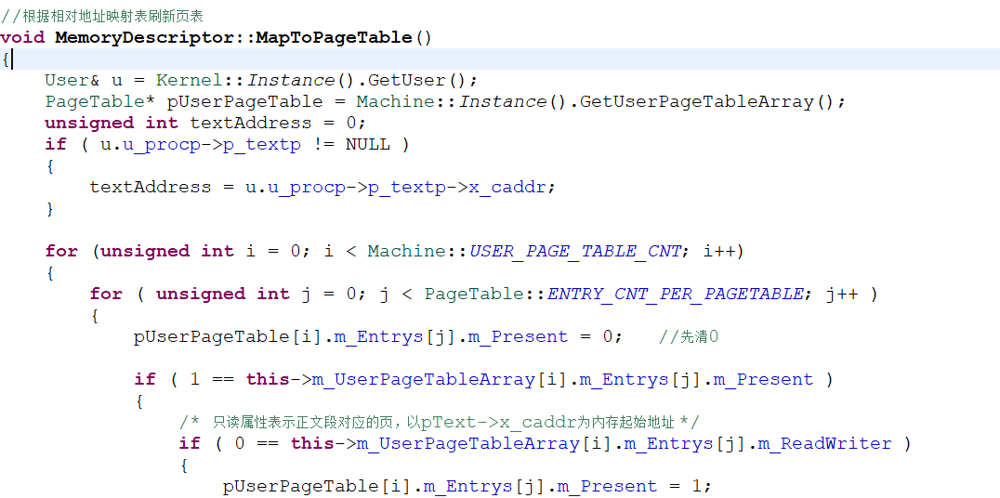 //根据相对地址映射表刷新页表
void MemoryDescriptor::MapToPageTable()
{
    User& u = Kernel::Instance().GetUser();
    PageTable* pUserPageTable = Machine::Instance().GetUserPageTableArray();
    unsigned int textAddress = 0;
    if ( u.u_procp->p_textp != NULL )
    {
        textAddress = u.u_procp->p_textp->x_caddr;
    }

    for (unsigned int i = 0; i < Machine::USER_PAGE_TABLE_CNT; i++)
    {
        for ( unsigned int j = 0; j < PageTable::ENTRY_CNT_PER_PAGETABLE; j++ )
        {
            pUserPageTable[i].m_Entrys[j].m_Present = 0;   //先清0

            if ( 1 == this->m_UserPageTableArray[i].m_Entrys[j].m_Present )
            {
                /* 只读属性表示正文段对应的页，以pText->x_caddr为内存起始地址 */
                if ( 0 == this->m_UserPageTableArray[i].m_Entrys[j].m_ReadWriter )
                {
                    pUserPageTable[i].m_Entrys[j].m_Present = 1;